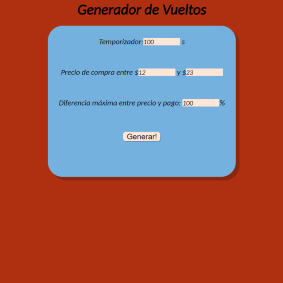 Generador de Vueltos
Temporizador: 100 s
Precio de compra entre $12 y $23
Diferencia máxima entre precio y pago: 100 %
Generar!